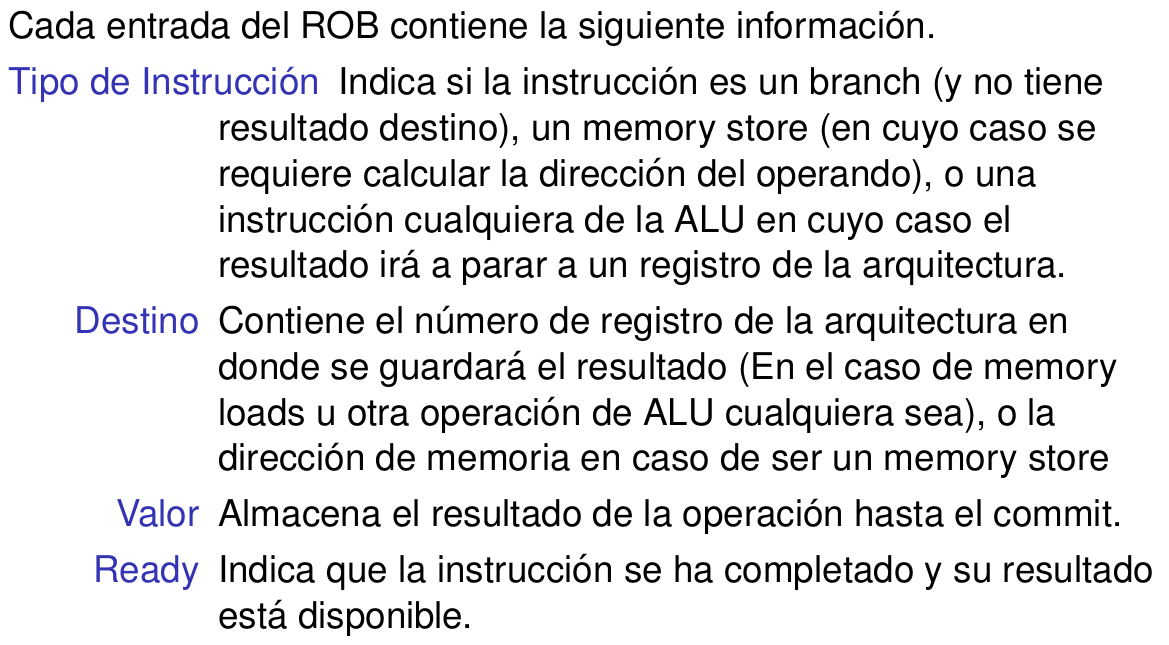 Cada entrada del ROB contiene la siguiente información.
Tipo de Instrucción Indica si la instrucción es un branch (y no tiene
resultado destino), un memory store (en cuyo caso se
requiere calcular la dirección del operando), o una
instrucción cualquiera de la ALU en cuyo caso el
resultado irá a parar a un registro de la arquitectura.
Destino Contiene el número de registro de la arquitectura en
donde se guardará el resultado (En el caso de memory
loads u otra operación de ALU cualquiera sea), o la
dirección de memoria en caso de ser un memory store
Valor Almacena el resultado de la operación hasta el commit.
Ready Indica que la instrucción se ha completado y su resultado
está disponible.